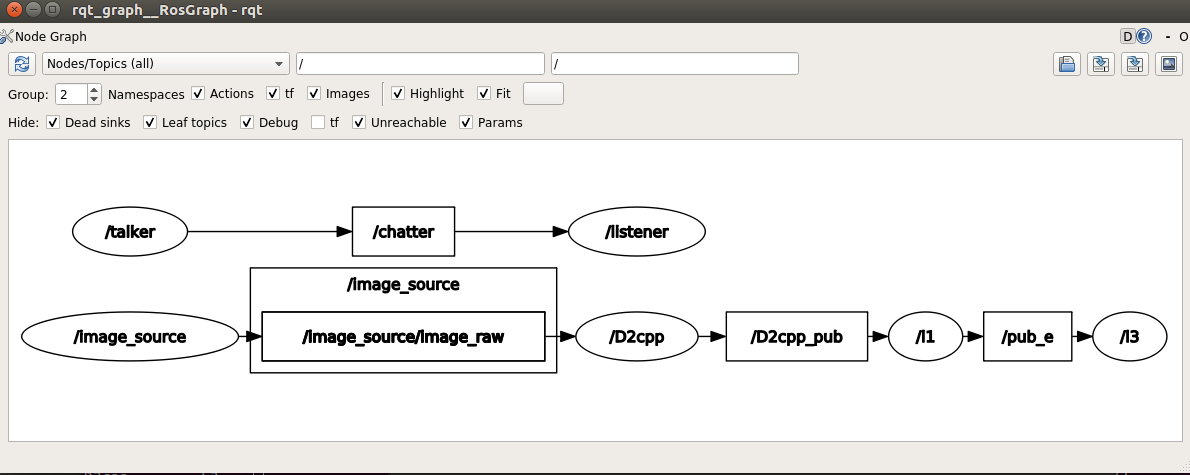 rqt_graph__RosGraph - rqt
Node Graph D ? - O
Nodes/Topics (all) / /
Group: 2 Namespaces Actions tf Images Highlight Fit
Hide: Dead sinks Leaf topics Debug tf Unreachable Params
/talker /chatter /listener
/image_source
/image_source /image_source/image_raw /D2cpp /D2cpp_pub /l1 /pub_e /l3